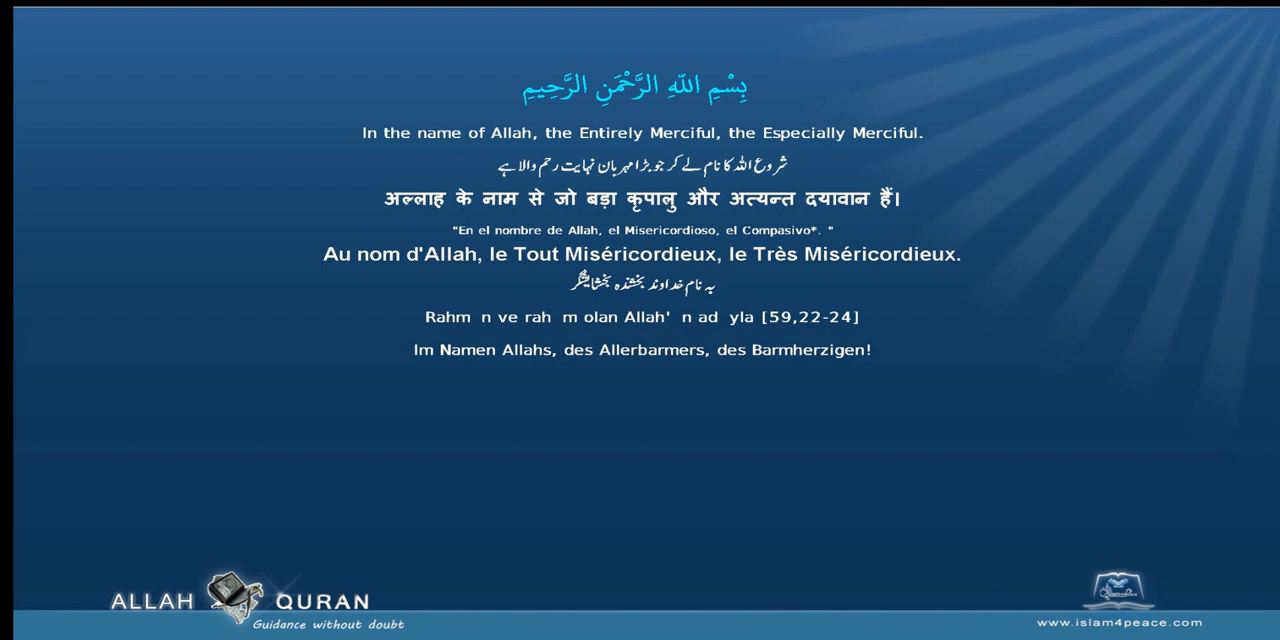 بِسْمِ اللّهِ الرَّحْمَنِ الرَّحِيمِ
In the name of Allah, the Entirely Merciful, the Especially Merciful.
شروع اللہ کا نام لے کر جو بڑا مہربان نہایت رحم والا ہے
अल्लाह के नाम से जो बड़ा कृपालु और अत्यन्त दयावान हैं।
"En el nombre de Allah, el Misericordioso, el Compasivo*. "
Au nom d'Allah, le Tout Miséricordieux, le Très Miséricordieux.
به نام خداوند بخشنده بخشایشگر
Rahm n ve rah m olan Allah' n ad yla [59,22-24]
Im Namen Allahs, des Allerbarmers, des Barmherzigen!
ALLAH QURAN
Guidance without doubt
www.islam4peace.com